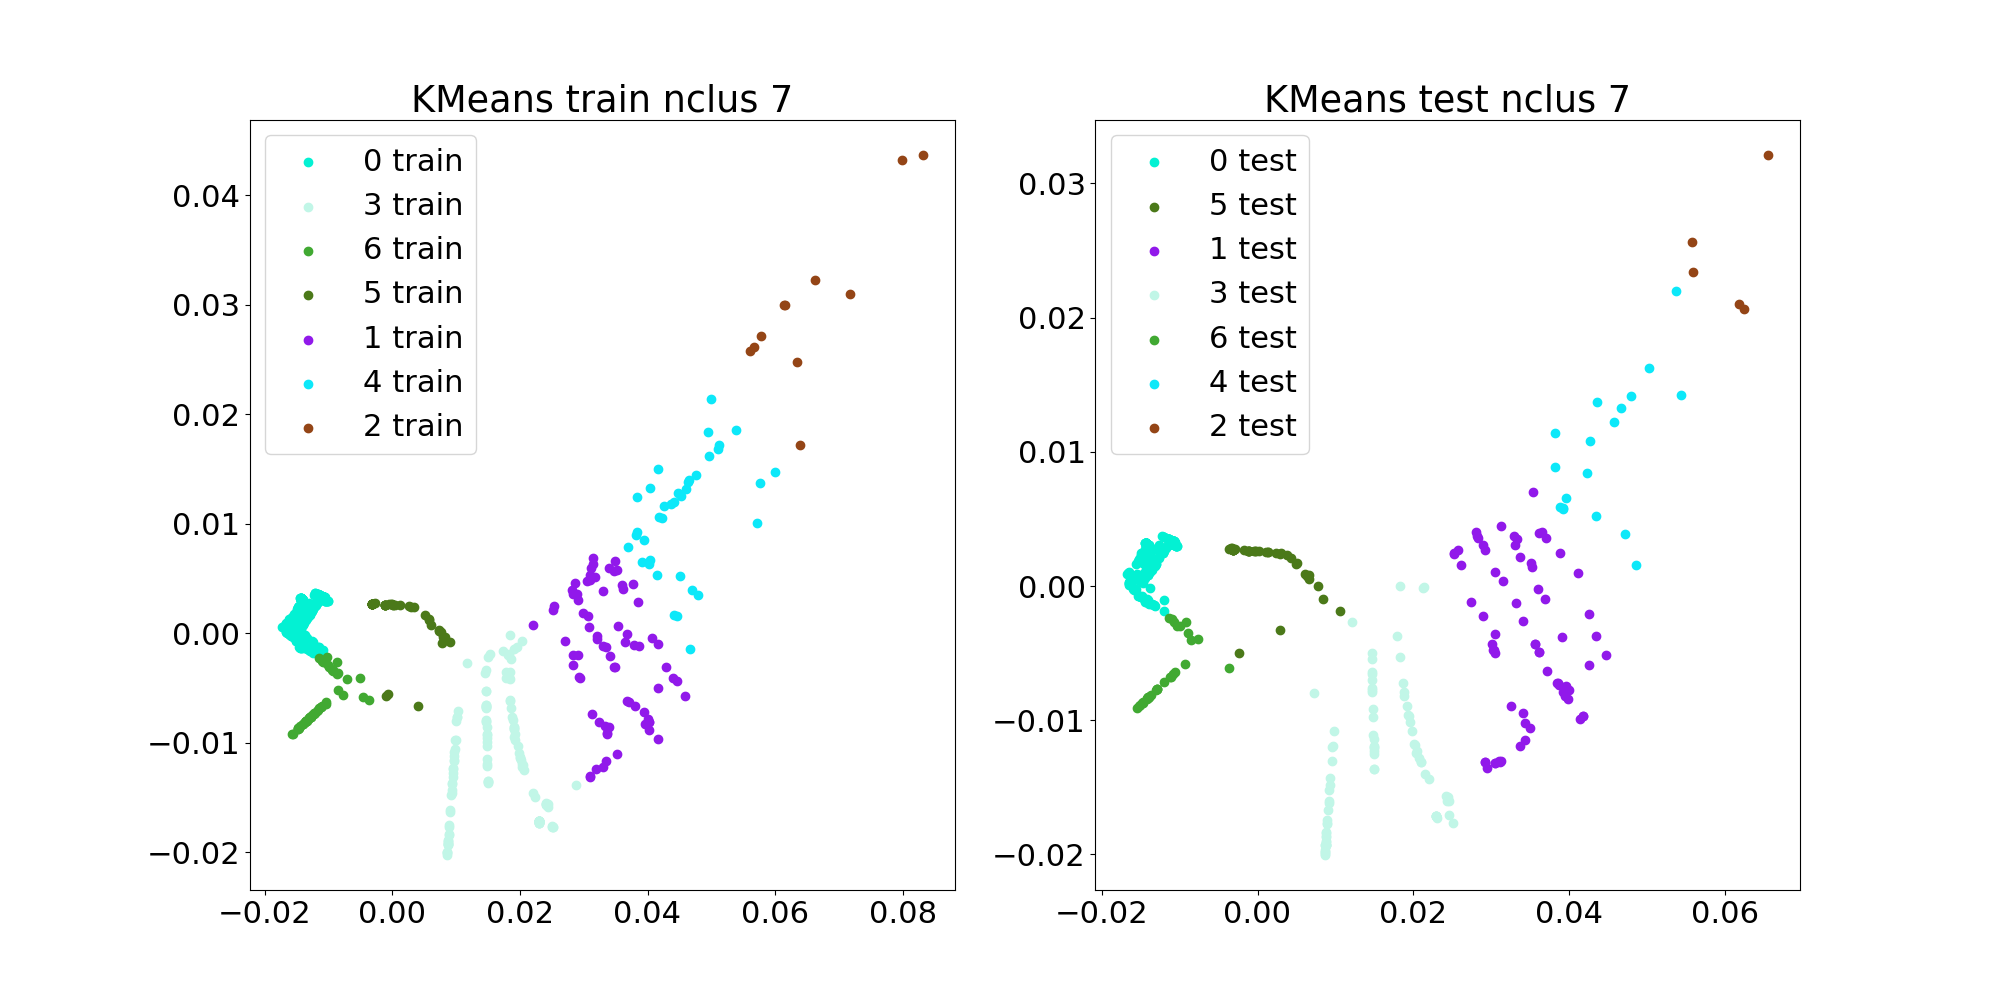 KMeans train nclus 7
0 train
3 train
6 train
5 train
1 train
4 train
2 train
0.04
0.03
0.02
0.01
0.00
−0.01
−0.02
−0.02 0.00 0.02 0.04 0.06 0.08
KMeans test nclus 7
0 test
5 test
1 test
3 test
6 test
4 test
2 test
0.03
0.02
0.01
0.00
−0.01
−0.02
−0.02 0.00 0.02 0.04 0.06